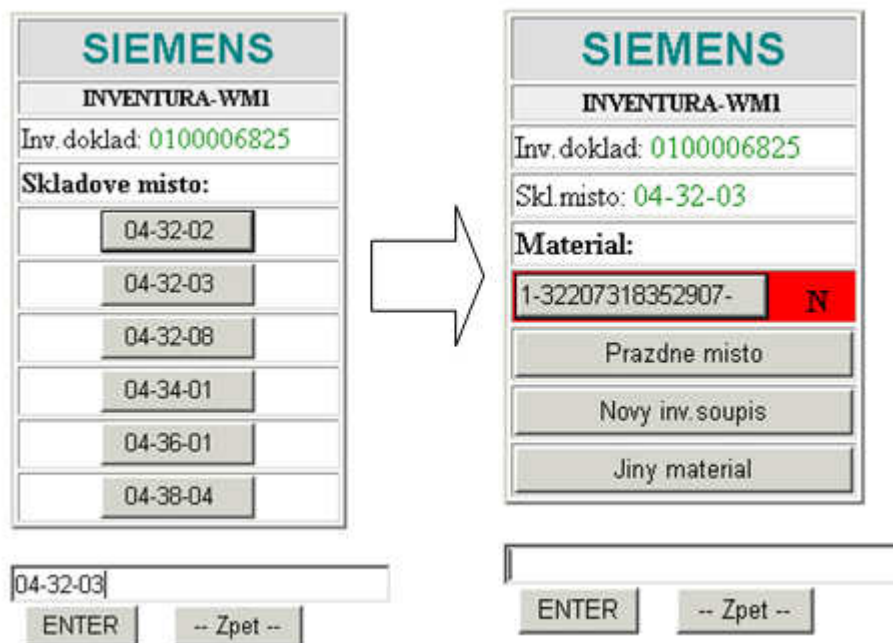 SIEMENS
INVENTURA-WM1
Inv.doklad: 0100006825
Skladove misto:
04-32-02
04-32-03
04-32-08
04-34-01
04-36-01
04-38-04
04-32-03
ENTER
-- Zpet --
SIEMENS
INVENTURA-WM1
Inv.doklad: 0100006825
Skl.misto: 04-32-03
Material:
1-32207318352907- N
Prazdne misto
Novy inv.soupis
Jiny material
ENTER
-- Zpet --